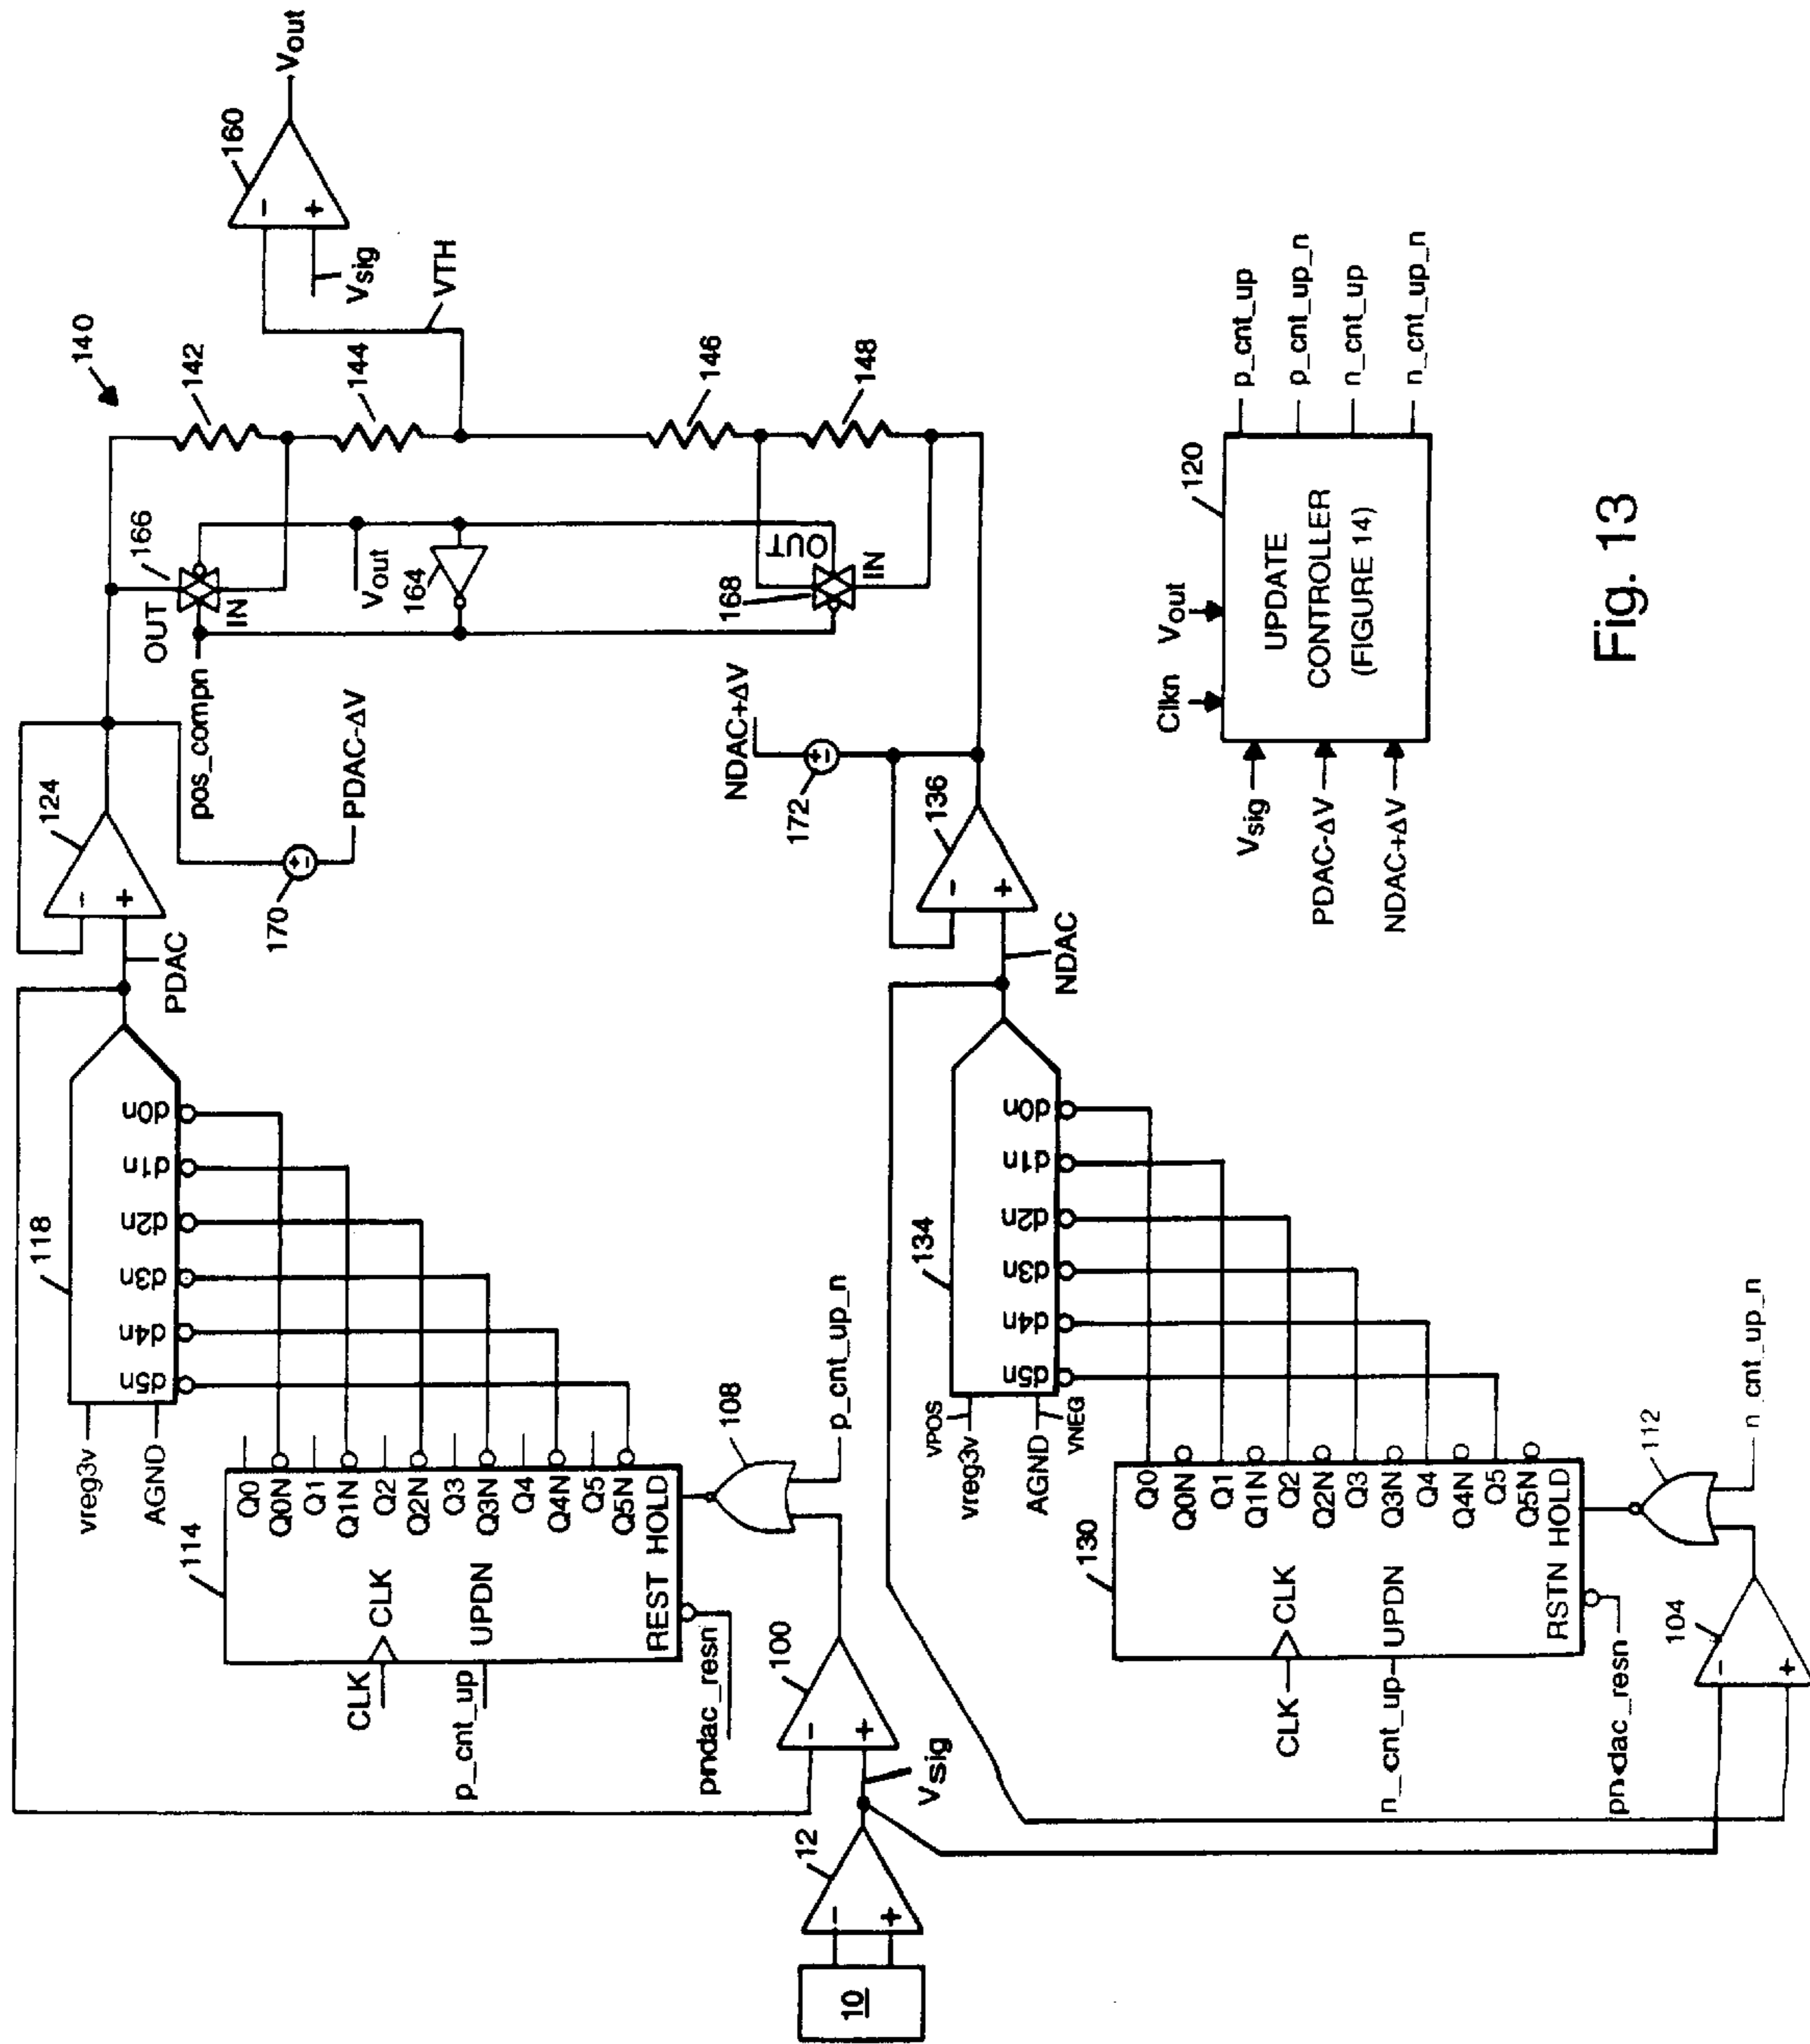 10
12
Vsig
100
-
+
CLK
p_cnt_up
pndac_resn
114
CLK
UPDN
REST HOLD
Q0
Q0N
Q1
Q1N
Q2
Q2N
Q3
Q3N
Q4
Q4N
Q5
Q5N
108
p_cnt_up_n
vreg3v
AGND
118
d5n d4n d3n d2n d1n d0n
PDAC
124
-
+
170
±
PDAC-ΔV
pos_compn
OUT
IN
166
Vout
164
168
OUT
IN
140
142
144
146
148
VTH
Vsig
-
+
160
Vout
104
-
+
CLK
n_cnt_up
pndac_resn
130
CLK
UPDN
RSTN HOLD
Q0
Q0N
Q1
Q1N
Q2
Q2N
Q3
Q3N
Q4
Q4N
Q5
Q5N
112
n_cnt_up_n
VPOS
vreg3v
AGND
VNEG
134
d5n d4n d3n d2n d1n d0n
NDAC
136
-
+
172
±
NDAC+ΔV
120
Clkn
Vout
Vsig
PDAC-ΔV
NDAC+ΔV
UPDATE
CONTROLLER
(FIGURE 14)
p_cnt_up
p_cnt_up_n
n_cnt_up
n_cnt_up_n
Fig. 13